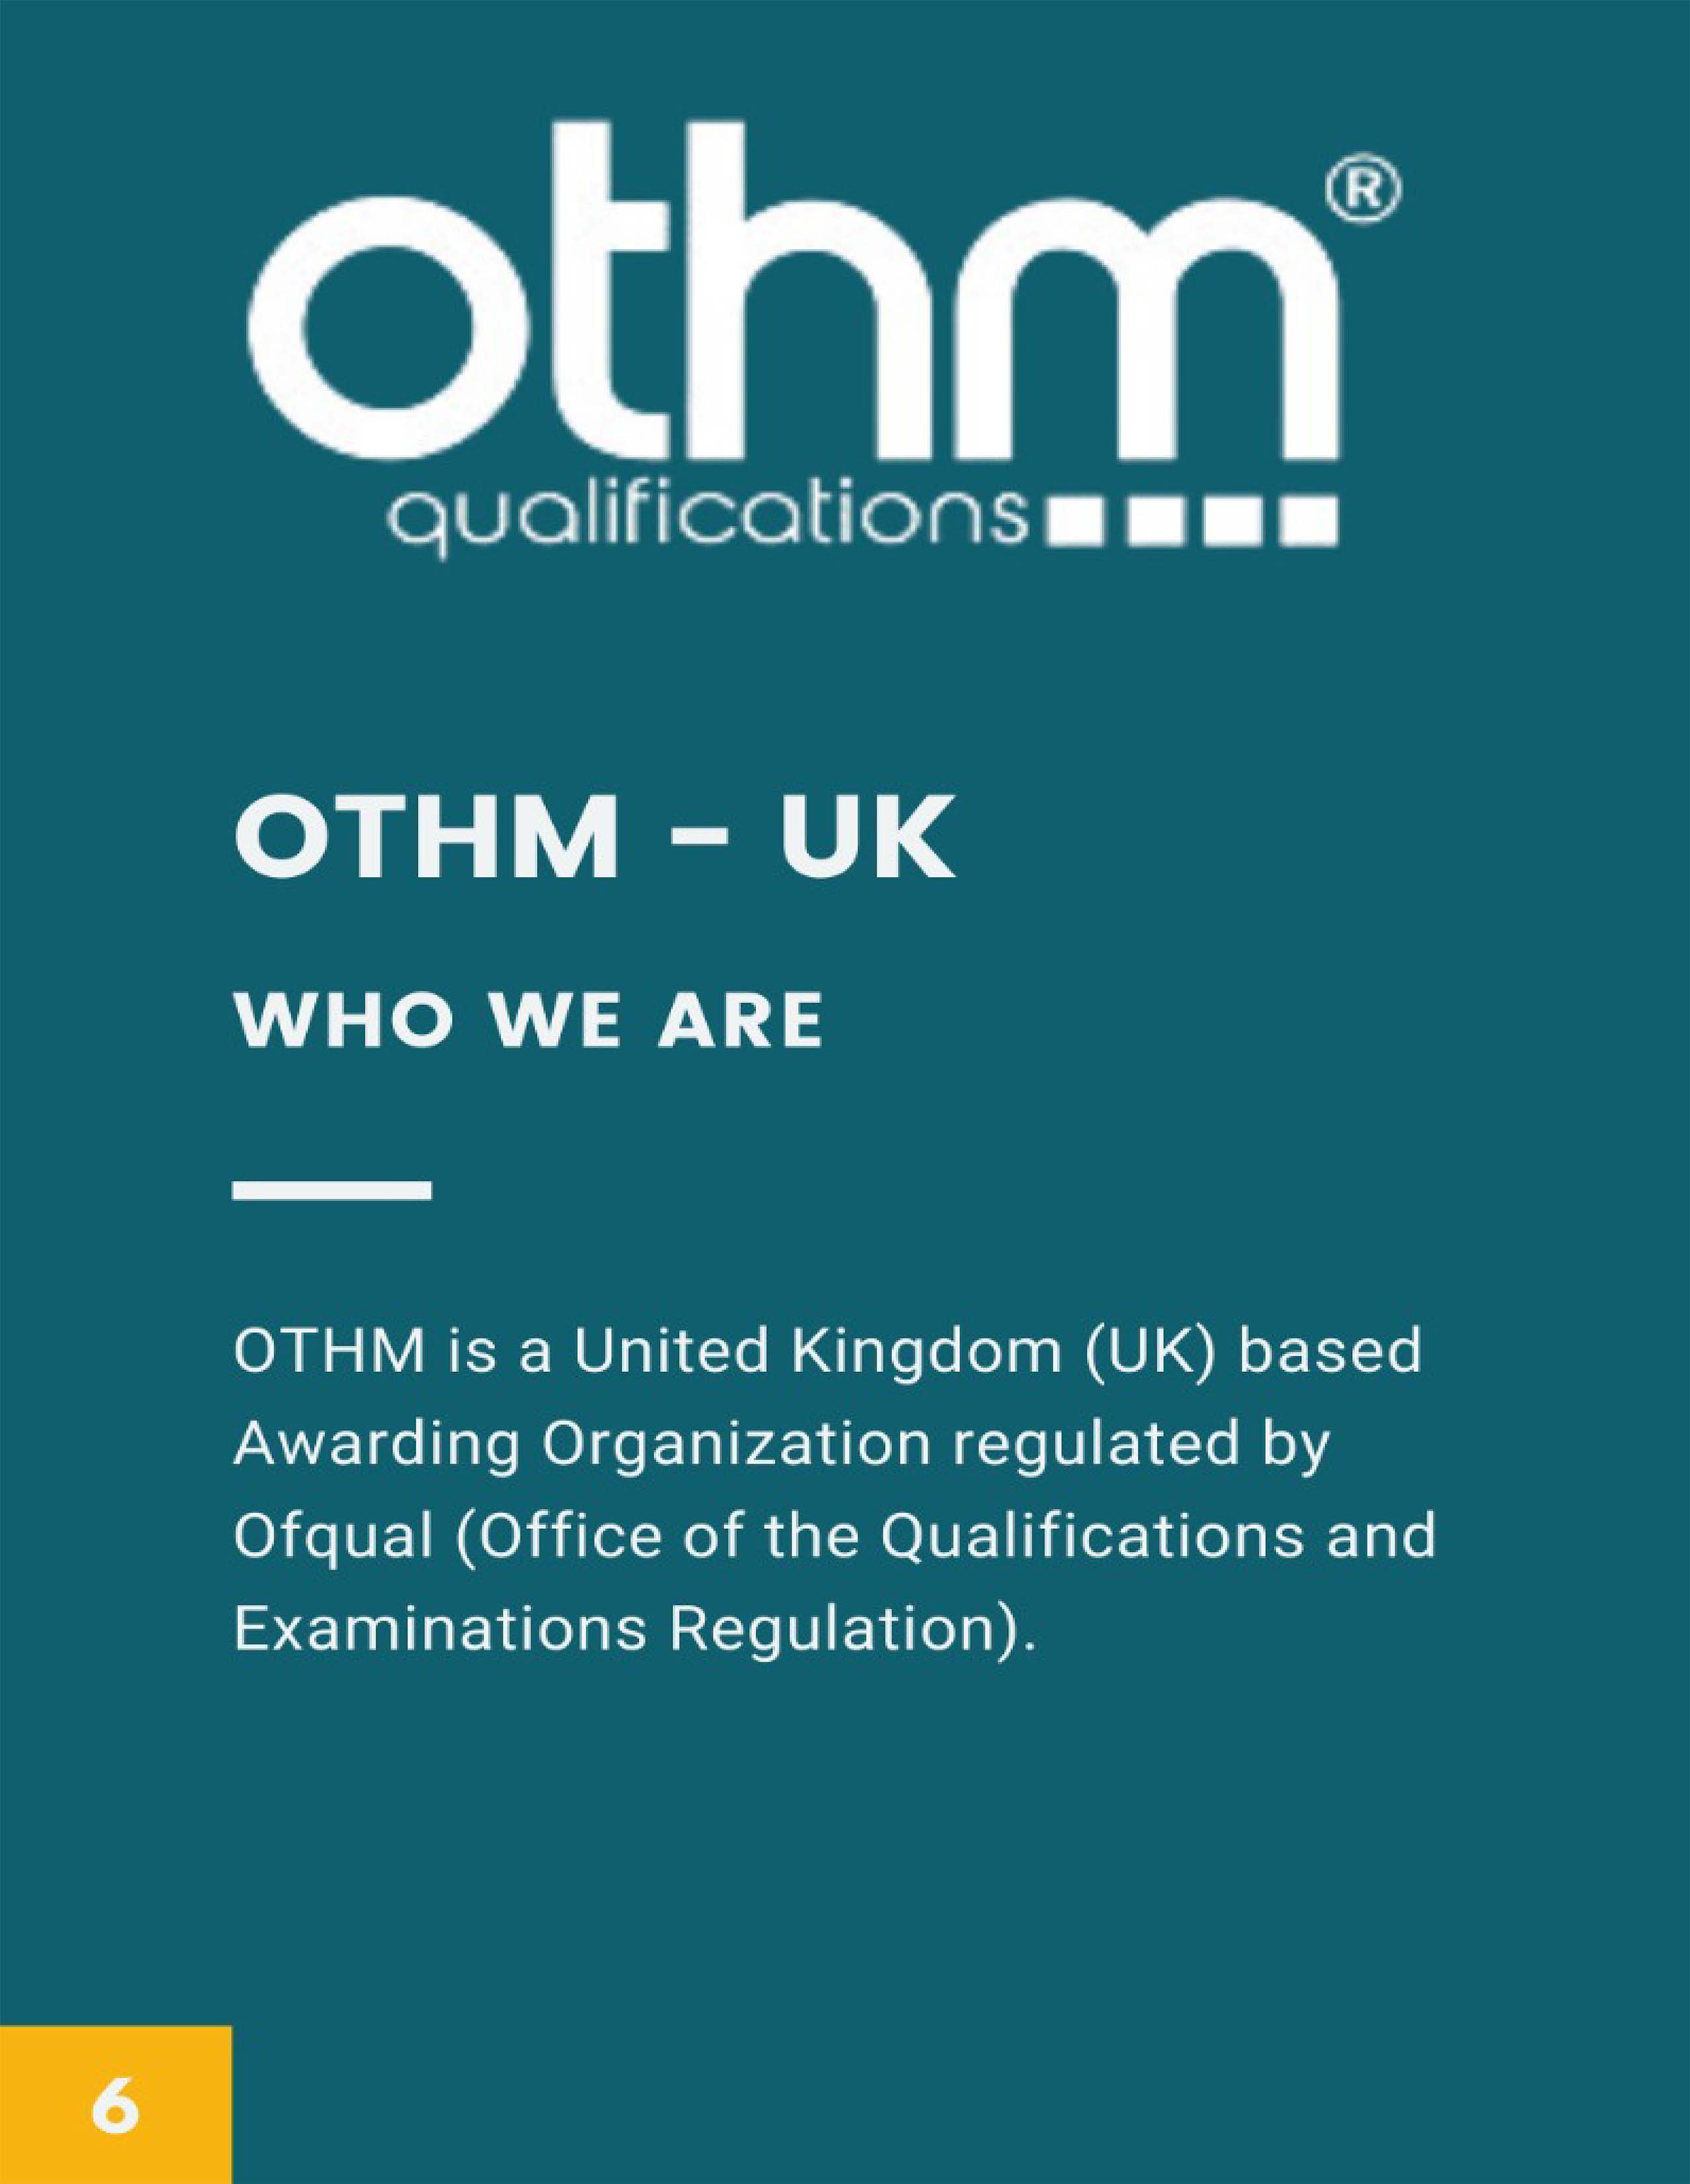 othm®
qualifications
OTHM – UK
WHO WE ARE
OTHM is a United Kingdom (UK) based
Awarding Organization regulated by
Ofqual (Office of the Qualifications and
Examinations Regulation).
6